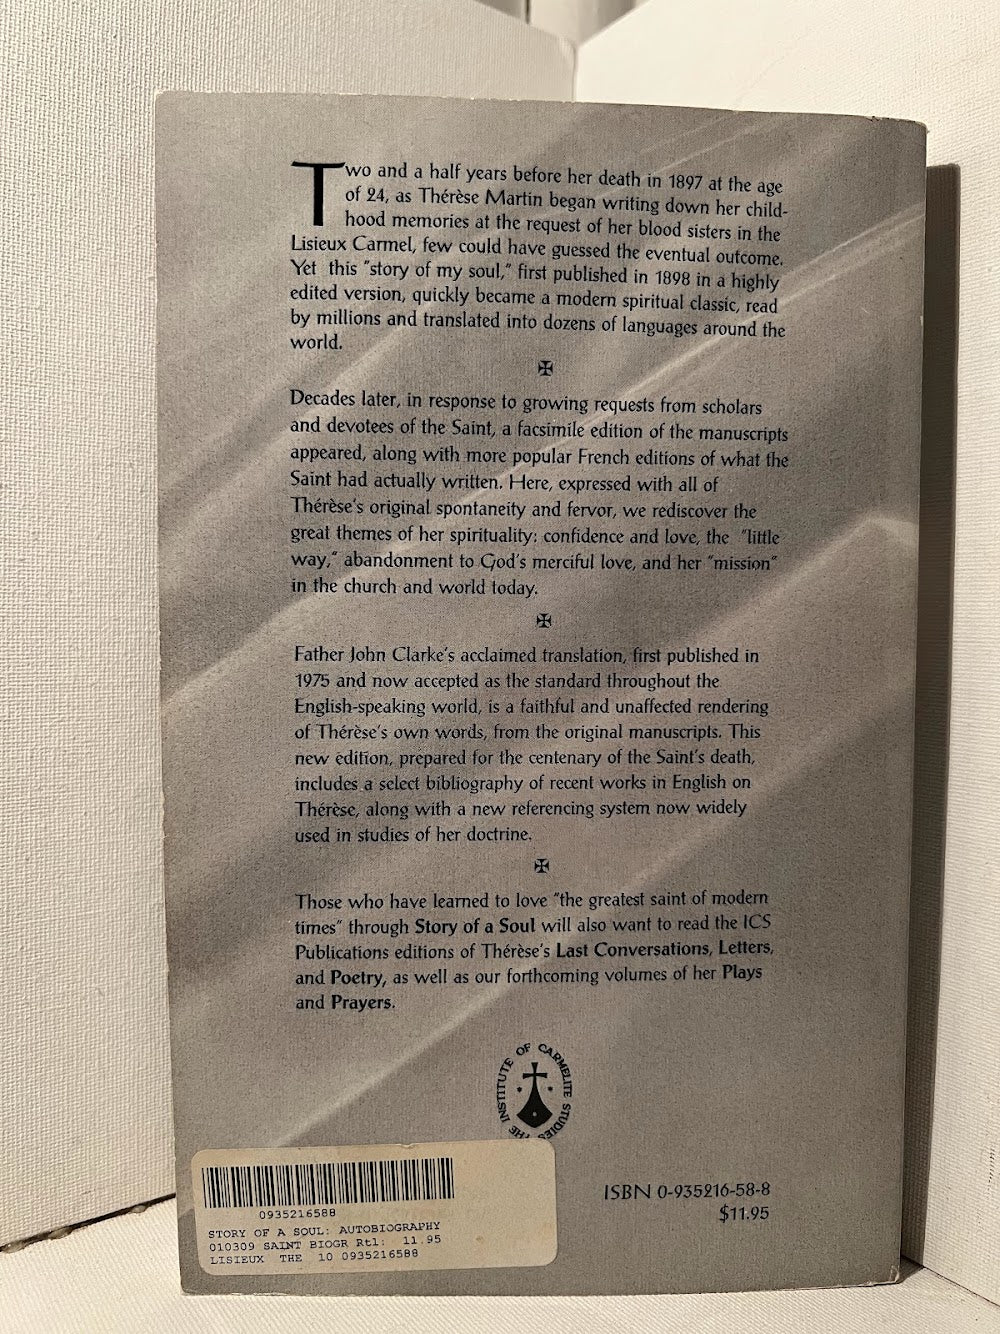 Two and a half years before her death in 1897 at the age
of 24, as Thérèse Martin began writing down her child-
hood memories at the request of her blood sisters in the
Lisieux Carmel, few could have guessed the eventual outcome.
Yet this "story of my soul," first published in 1898 in a highly
edited version, quickly became a modern spiritual classic, read
by millions and translated into dozens of languages around the
world.
✠
Decades later, in response to growing requests from scholars
and devotees of the Saint, a facsimile edition of the manuscripts
appeared, along with more popular French editions of what the
Saint had actually written. Here, expressed with all of
Thérèse's original spontaneity and fervor, we rediscover the
great themes of her spirituality: confidence and love, the "little
way," abandonment to God's merciful love, and her "mission"
in the church and world today.
✠
Father John Clarke's acclaimed translation, first published in
1975 and now accepted as the standard throughout the
English-speaking world, is a faithful and unaffected rendering
of Thérèse's own words, from the original manuscripts. This
new edition, prepared for the centenary of the Saint's death,
includes a select bibliography of recent works in English on
Thérèse, along with a new referencing system now widely
used in studies of her doctrine.
✠
Those who have learned to love "the greatest saint of modern
times" through Story of a Soul will also want to read the ICS
Publications editions of Thérèse's Last Conversations, Letters,
and Poetry, as well as our forthcoming volumes of her Plays
and Prayers.
THE INSTITUTE OF CARMELITE STUDIES
ISBN 0-935216-58-8
$11.95
0935216588
STORY OF A SOUL: AUTOBIOGRAPHY
010309 SAINT BIOGR Rtl: 11.95
LISIEUX THE 10 0935216588